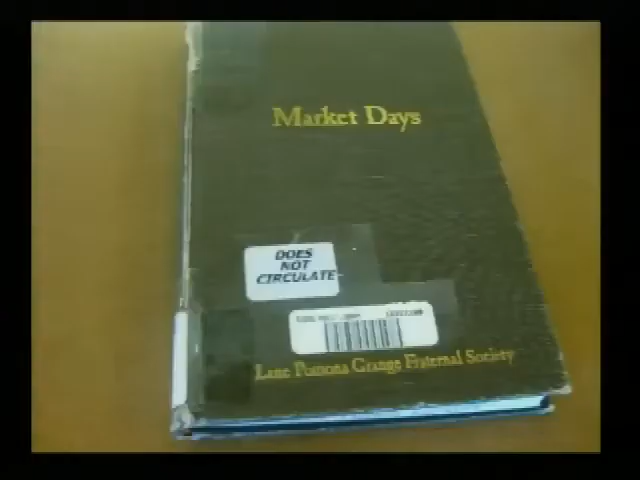 Market Days
DOES
NOT
CIRCULATE
Lane Pomona Grange Fraternal Society